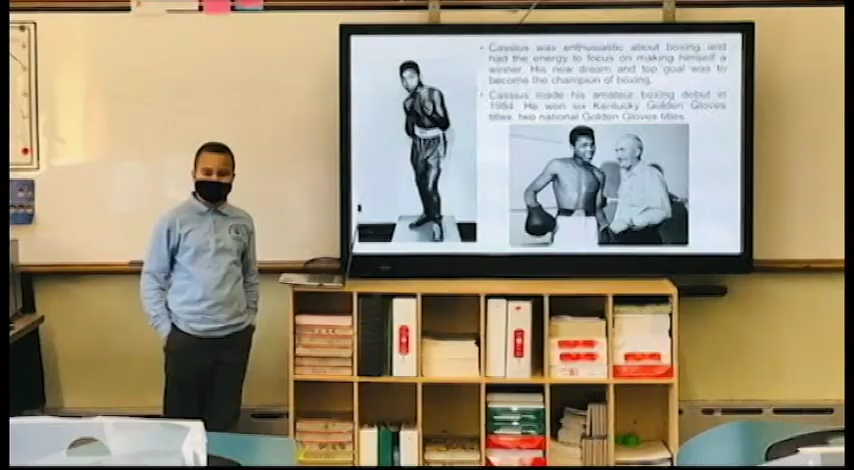 • Cassius was enthusiastic about boxing and
had the energy to focus on making himself a
winner. His new dream and top goal was to
become the champion of boxing.
• Cassius made his amateur boxing debut in
1954. He won six Kentucky Golden Gloves
titles, two national Golden Gloves titles.